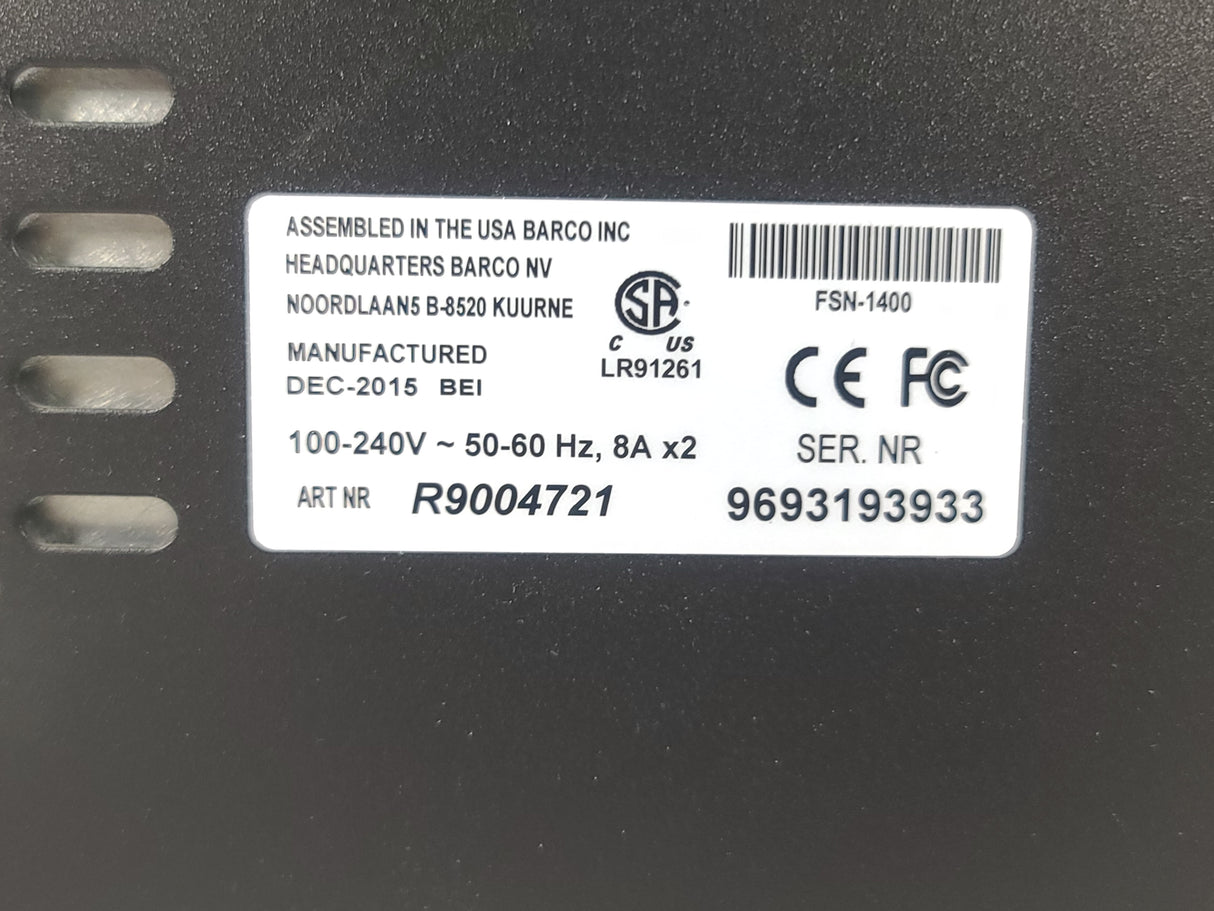 ASSEMBLED IN THE USA BARCO INC
HEADQUARTERS BARCO NV
NOORDLAAN5 B-8520 KUURNE
MANUFACTURED
DEC-2015 BEI
SA
C US
LR91261
FSN-1400
CE FC
100-240V ~ 50-60 Hz, 8A x2
SER. NR
ART NR R9004721
9693193933